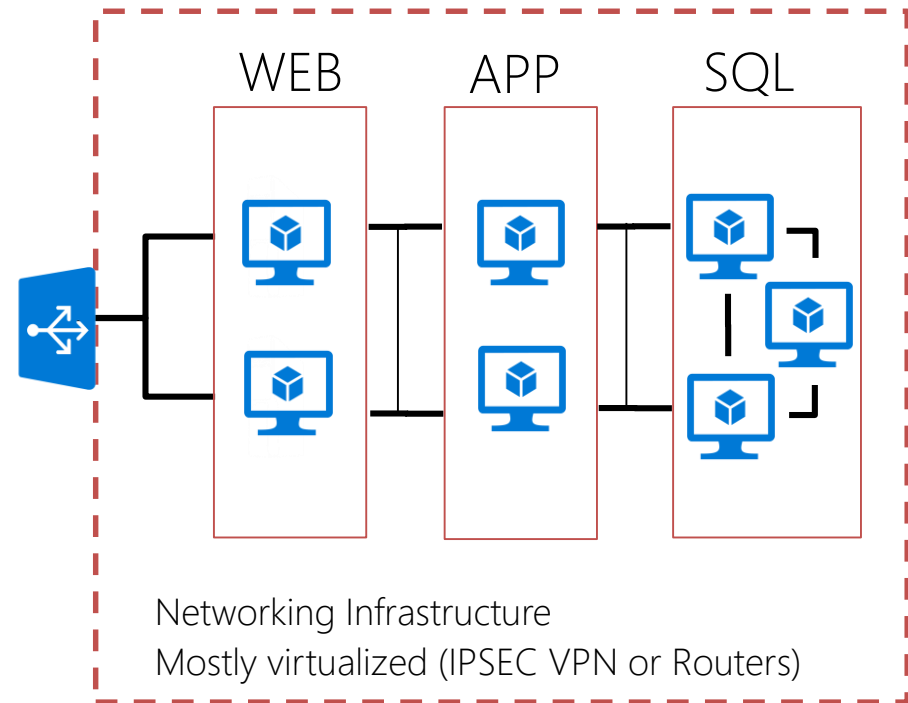 WEB APP SQL
Networking Infrastructure
Mostly virtualized (IPSEC VPN or Routers)